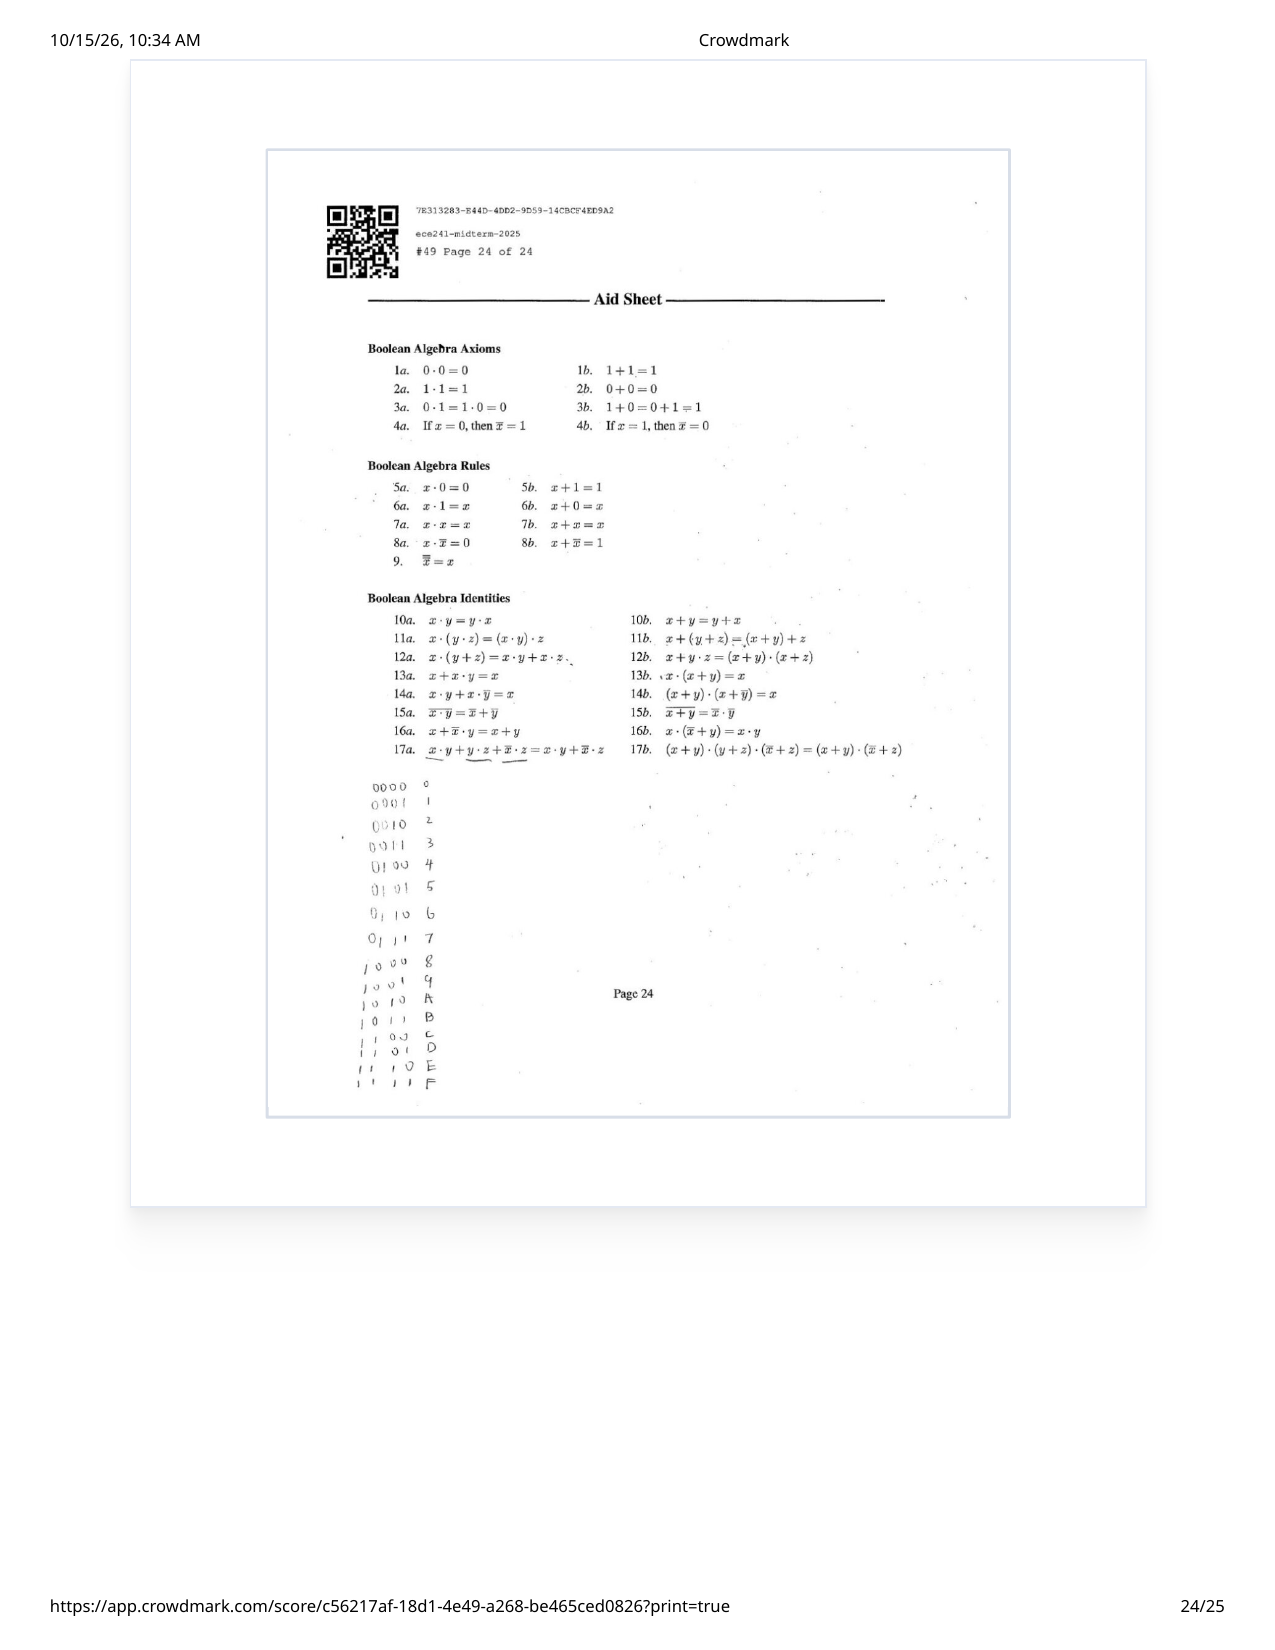 10/15/26, 10:34 AM Crowdmark
7E313283-E44D-4DD2-9D59-14CBCF4ED9A2
ece241-midterm-2025
#49 Page 24 of 24
Aid Sheet
Boolean Algebra Axioms
1a. 0 · 0 = 0 1b. 1 + 1 = 1
2a. 1 · 1 = 1 2b. 0 + 0 = 0
3a. 0 · 1 = 1 · 0 = 0 3b. 1 + 0 = 0 + 1 = 1
4a. If x = 0, then x̅ = 1 4b. If x = 1, then x̅ = 0
Boolean Algebra Rules
5a. x · 0 = 0 5b. x + 1 = 1
6a. x · 1 = x 6b. x + 0 = x
7a. x · x = x 7b. x + x = x
8a. x · x̅ = 0 8b. x + x̅ = 1
9. x̿ = x
Boolean Algebra Identities
10a. x · y = y · x 10b. x + y = y + x
11a. x · (y · z) = (x · y) · z 11b. x + (y + z) = (x + y) + z
12a. x · (y + z) = x · y + x · z 12b. x + y · z = (x + y) · (x + z)
13a. x + x · y = x 13b. x · (x + y) = x
14a. x · y + x · y̅ = x 14b. (x + y) · (x + y̅) = x
15a. x̅ ̅·̅ ̅y̅ = x̅ + y̅ 15b. x̅ ̅+̅ ̅y̅ = x̅ · y̅
16a. x + x̅ · y = x + y 16b. x · (x̅ + y) = x · y
17a. x · y + y · z + x̅ · z = x · y + x̅ · z 17b. (x + y) · (y + z) · (x̅ + z) = (x + y) · (x̅ + z)
0000 0
0001 1
0010 2
0011 3
0100 4
0101 5
0110 6
0111 7
1000 8
1001 9
1010 A
1011 B
1100 C
1101 D
1110 E
1111 F
Page 24
https://app.crowdmark.com/score/c56217af-18d1-4e49-a268-be465ced0826?print=true 24/25